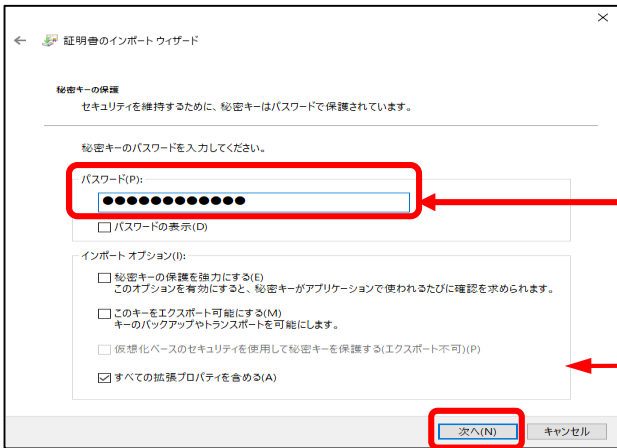 証明書のインポート ウィザード
秘密キーの保護
セキュリティを維持するために、秘密キーはパスワードで保護されています。
秘密キーのパスワードを入力してください。
パスワード(P):
●●●●●●●●●●●●
パスワードの表示(D)
インポート オプション(I):
秘密キーの保護を強力にする(E)
このオプションを有効にすると、秘密キーがアプリケーションで使われるたびに確認を求められます。
このキーをエクスポート可能にする(M)
キーのバックアップやトランスポートを可能にします。
仮想化ベースのセキュリティを使用して秘密キーを保護する(エクスポート不可)(P)
すべての拡張プロパティを含める(A)
次へ(N)
キャンセル